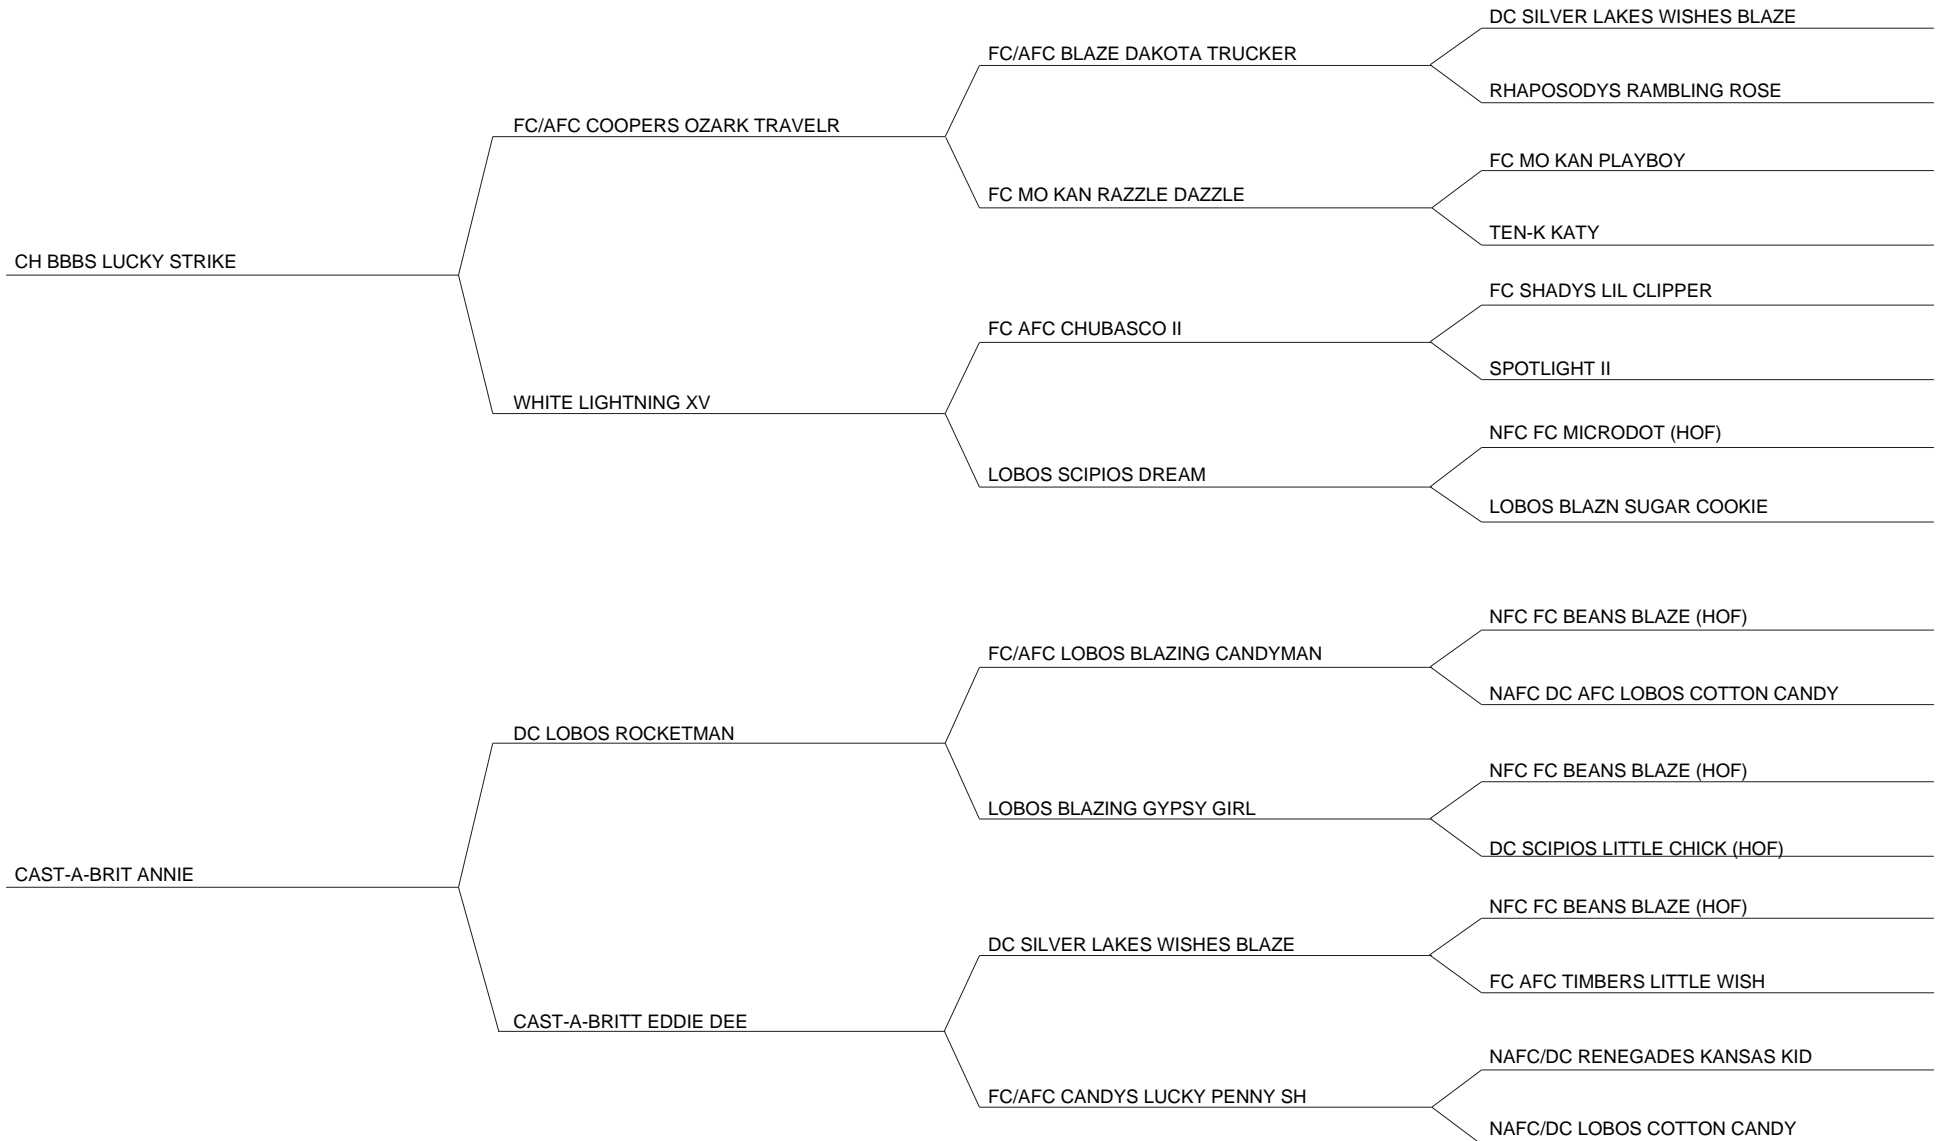 DC SILVER LAKES WISHES BLAZE
FC/AFC BLAZE DAKOTA TRUCKER
RHAPOSODYS RAMBLING ROSE
FC/AFC COOPERS OZARK TRAVELR
FC MO KAN PLAYBOY
FC MO KAN RAZZLE DAZZLE
TEN-K KATY
CH BBBS LUCKY STRIKE
FC SHADYS LIL CLIPPER
FC AFC CHUBASCO II
SPOTLIGHT II
WHITE LIGHTNING XV
NFC FC MICRODOT (HOF)
LOBOS SCIPIOS DREAM
LOBOS BLAZN SUGAR COOKIE
NFC FC BEANS BLAZE (HOF)
FC/AFC LOBOS BLAZING CANDYMAN
NAFC DC AFC LOBOS COTTON CANDY
DC LOBOS ROCKETMAN
NFC FC BEANS BLAZE (HOF)
LOBOS BLAZING GYPSY GIRL
DC SCIPIOS LITTLE CHICK (HOF)
CAST-A-BRIT ANNIE
NFC FC BEANS BLAZE (HOF)
DC SILVER LAKES WISHES BLAZE
FC AFC TIMBERS LITTLE WISH
CAST-A-BRITT EDDIE DEE
NAFC/DC RENEGADES KANSAS KID
FC/AFC CANDYS LUCKY PENNY SH
NAFC/DC LOBOS COTTON CANDY